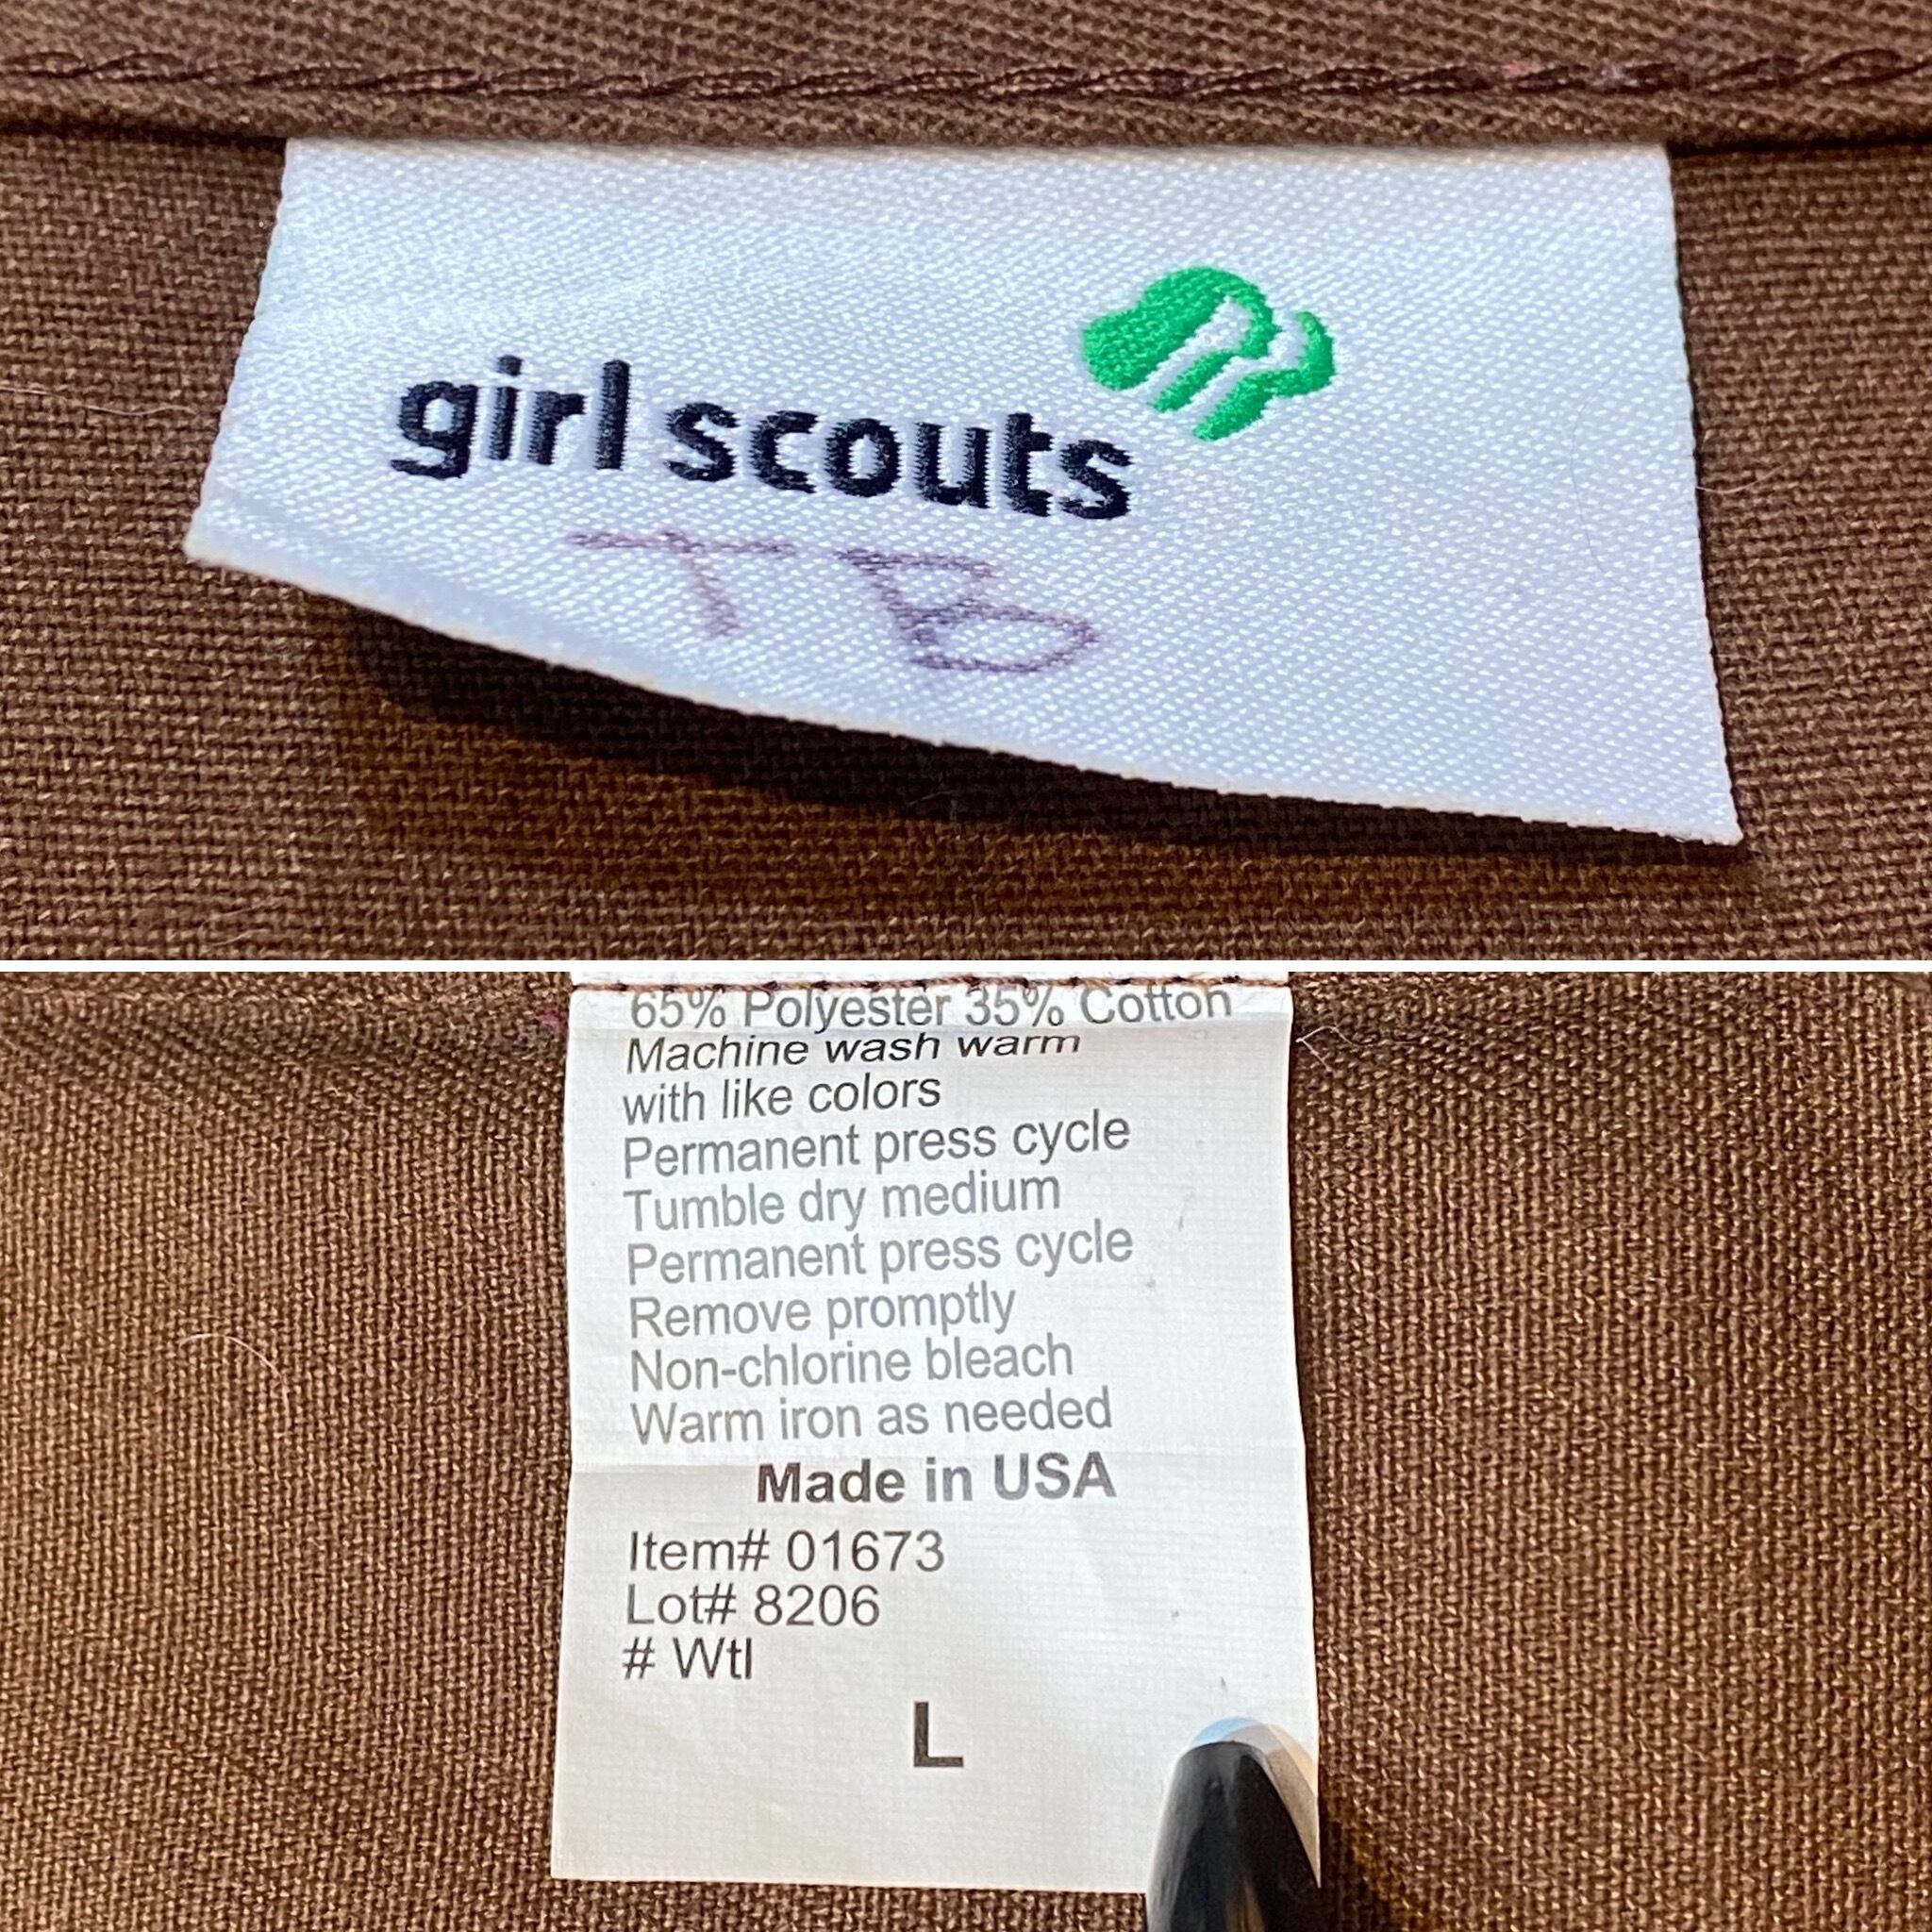 girl scouts
TB
65% Polyester 35% Cotton
Machine wash warm
with like colors
Permanent press cycle
Tumble dry medium
Permanent press cycle
Remove promptly
Non-chlorine bleach
Warm iron as needed
Made in USA
Item# 01673
Lot# 8206
# Wtl
L